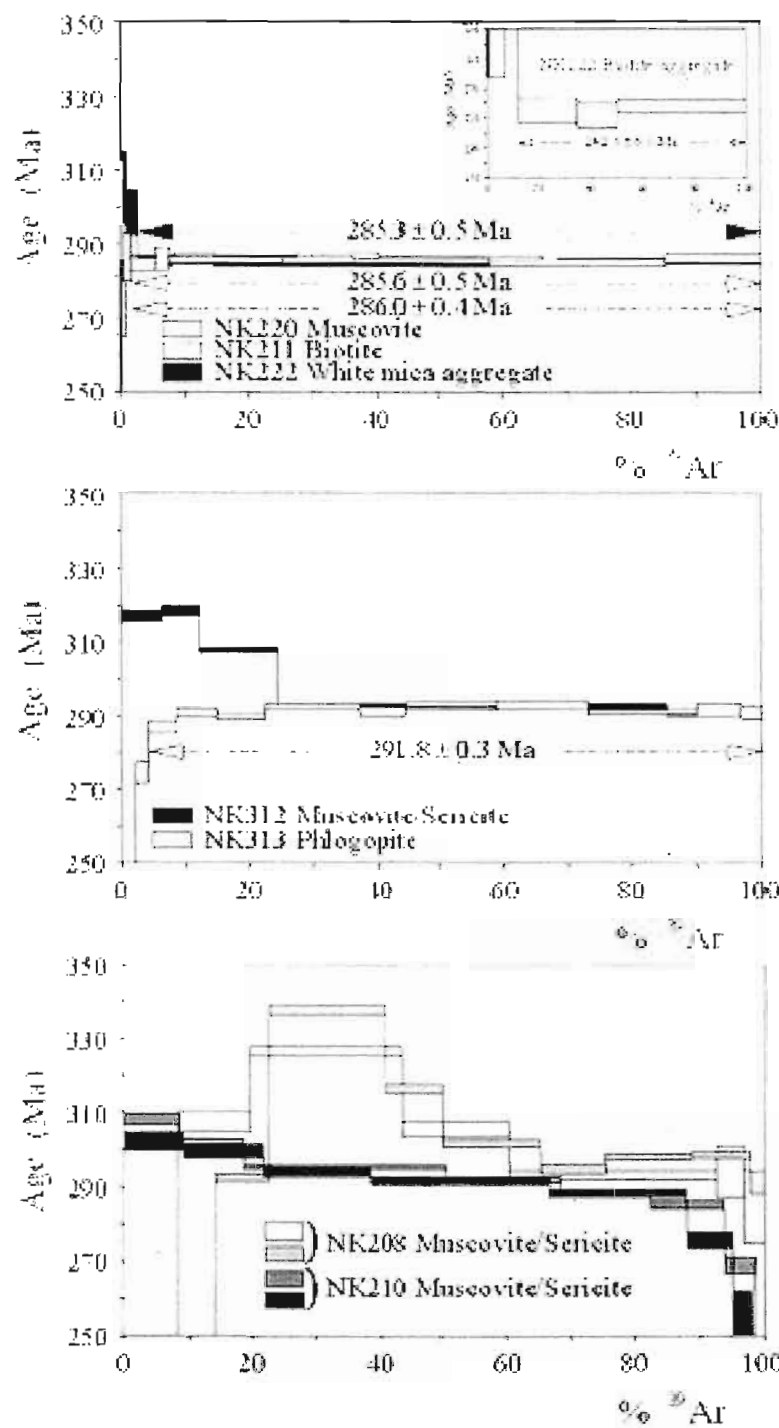 350
330
310
290
270
250
Age (Ma)
Biotite aggregate
285.3 ± 0.5 Ma
285.6 ± 0.5 Ma
286.0 ± 0.4 Ma
NK220 Muscovite
NK211 Biotite
NK222 White mica aggregate
0 20 40 60 80 100
% Ar
350
330
310
290
270
250
Age (Ma)
291.8 ± 0.3 Ma
NK312 Muscovite/Sericite
NK313 Phlogopite
0 20 40 60 80 100
% Ar
350
330
310
290
270
250
Age (Ma)
NK208 Muscovite/Sericite
NK210 Muscovite/Sericite
0 20 40 60 80 100
% 39Ar